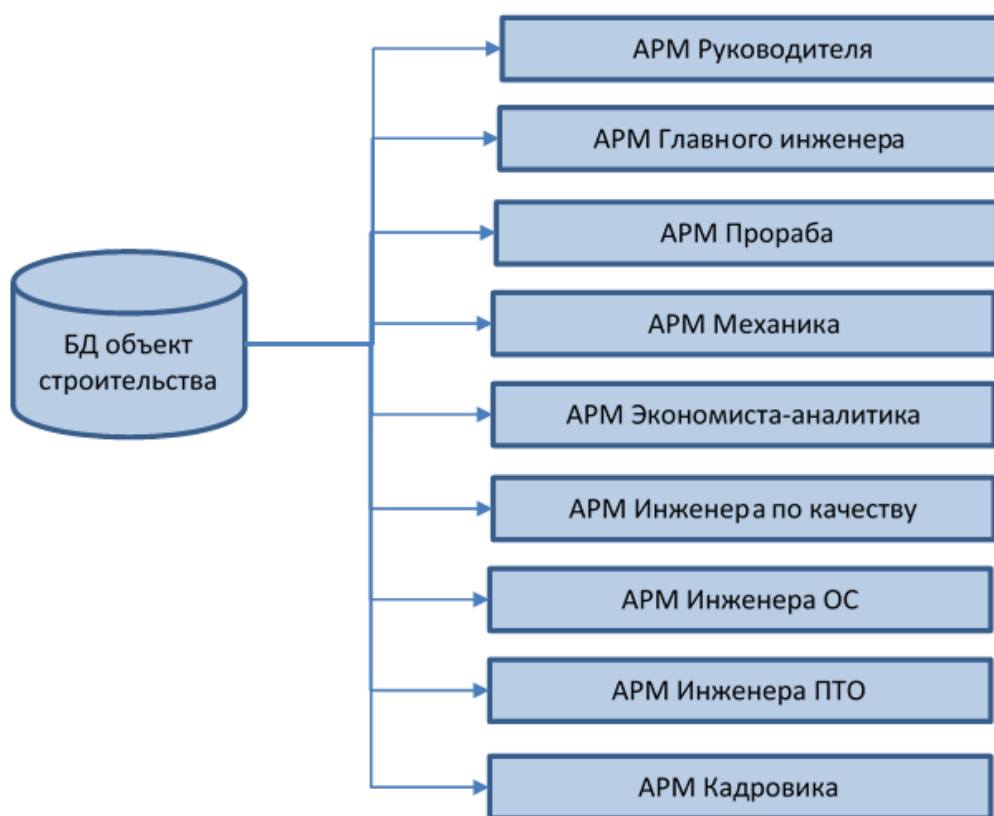 АРМ Руководителя
АРМ Главного инженера
АРМ Прораба
БД объект
строительства
АРМ Механика
АРМ Экономиста-аналитика
АРМ Инженера по качеству
АРМ Инженера ОС
АРМ Инженера ПТО
АРМ Кадровика